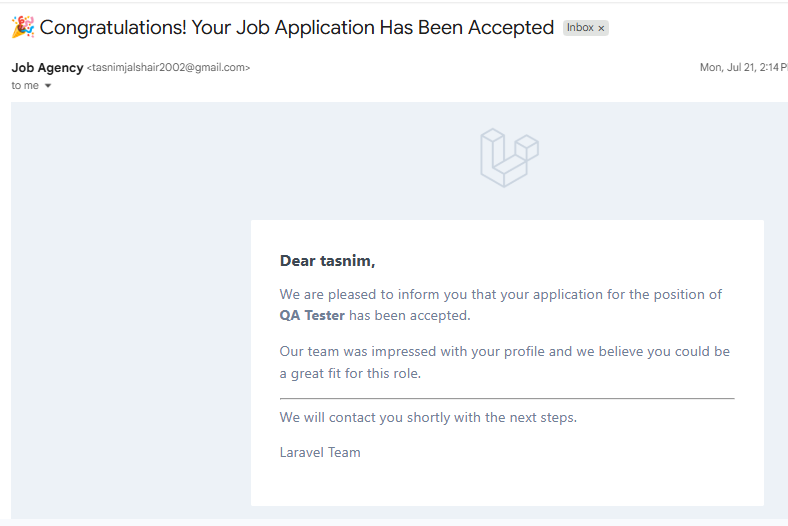 🎉 Congratulations! Your Job Application Has Been Accepted Inbox ×
Job Agency <tasnimjalshair2002@gmail.com> Mon, Jul 21, 2:14 P
to me
Dear tasnim,
We are pleased to inform you that your application for the position of
QA Tester has been accepted.
Our team was impressed with your profile and we believe you could be
a great fit for this role.
We will contact you shortly with the next steps.
Laravel Team